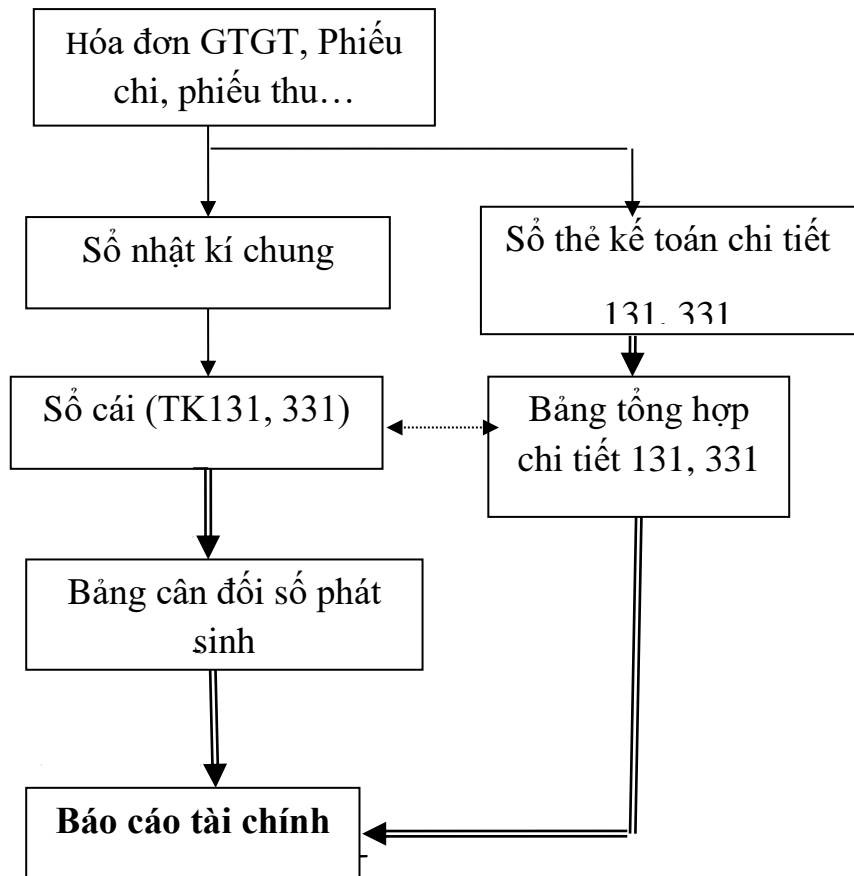 Hóa đơn GTGT, Phiếu
chi, phiếu thu…
Sổ nhật kí chung
Sổ thẻ kế toán chi tiết
131, 331
Sổ cái (TK131, 331)
Bảng tổng hợp
chi tiết 131, 331
Bảng cân đối số phát
sinh
Báo cáo tài chính